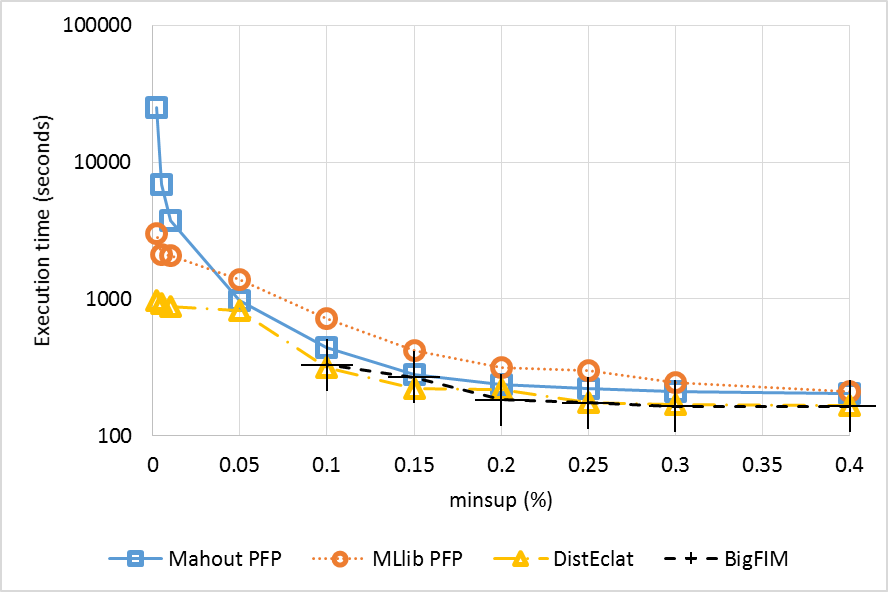 100000
10000
1000
100
Execution time (seconds)
0 0.05 0.1 0.15 0.2 0.25 0.3 0.35 0.4
minsup (%)
Mahout PFP MLlib PFP DistEclat BigFIM